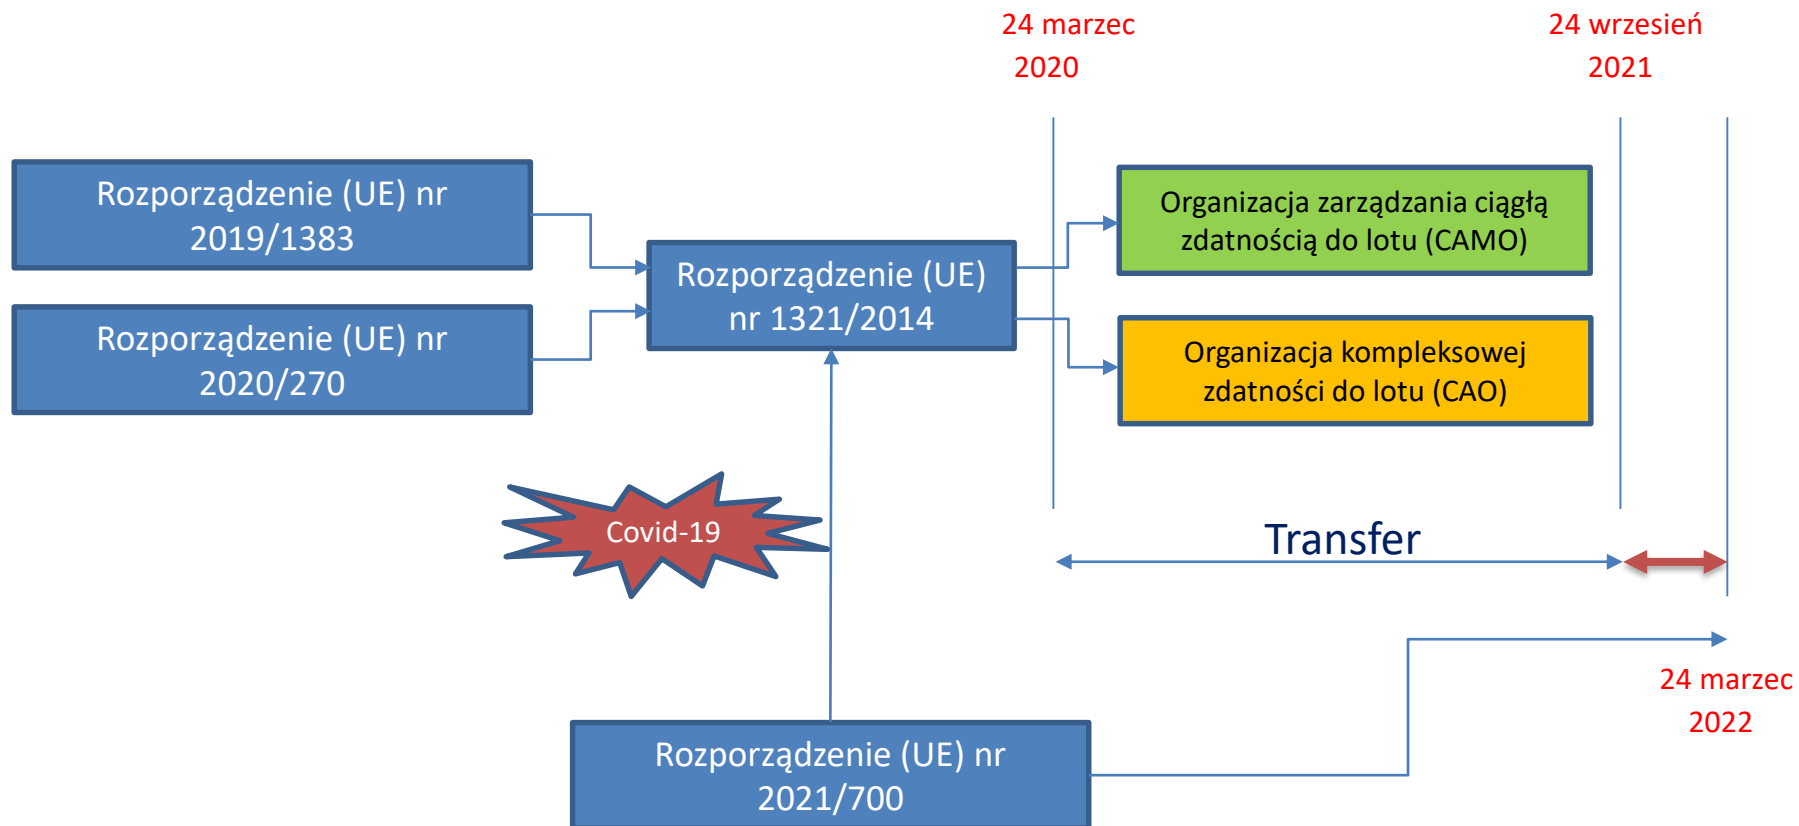 24 marzec
2020
24 wrzesień
2021
Rozporządzenie (UE) nr
2019/1383
Organizacja zarządzania ciągłą
zdatnością do lotu (CAMO)
Rozporządzenie (UE)
nr 1321/2014
Rozporządzenie (UE) nr
2020/270
Organizacja kompleksowej
zdatności do lotu (CAO)
Covid-19
Transfer
24 marzec
2022
Rozporządzenie (UE) nr
2021/700